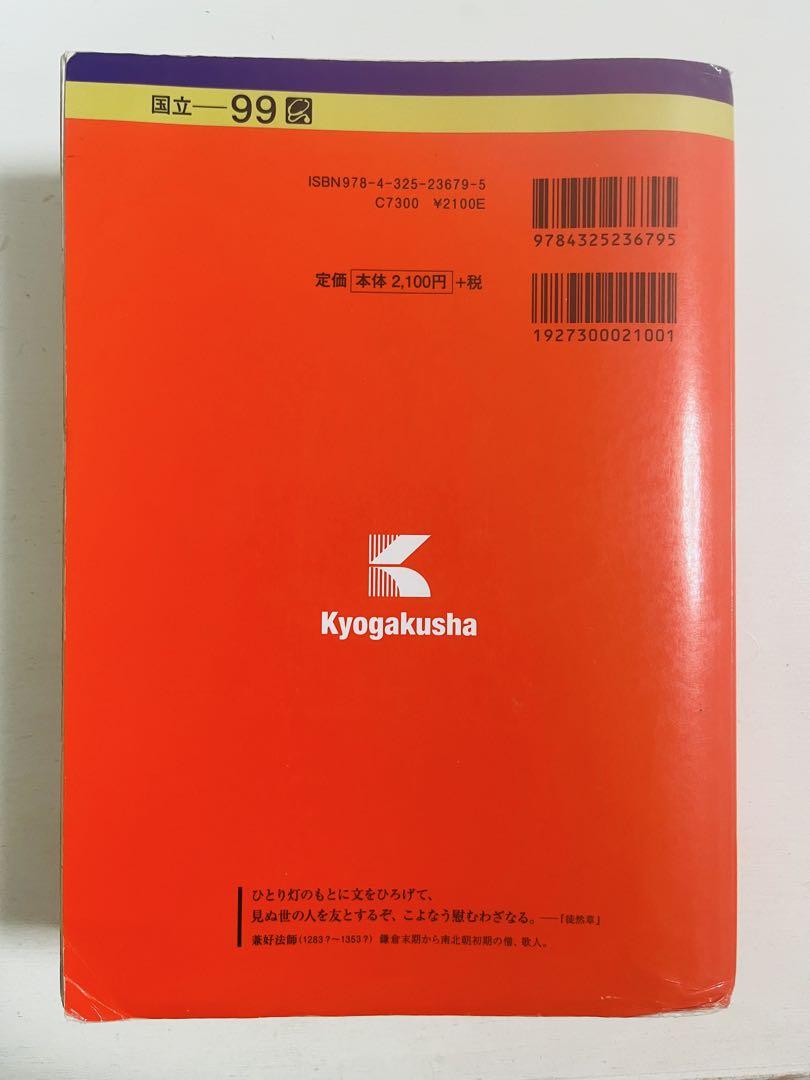 国立—99
ISBN978-4-325-23679-5
C7300 ¥2100E
9784325236795
定価 本体 2,100円 +税
1927300021001
Kyogakusha
ひとり灯のもとに文をひろげて、
見ぬ世の人を友とするぞ、こよなう慰むわざなる。——『徒然草』
兼好法師(1283?~1353?) 鎌倉末期から南北朝初期の僧、歌人。